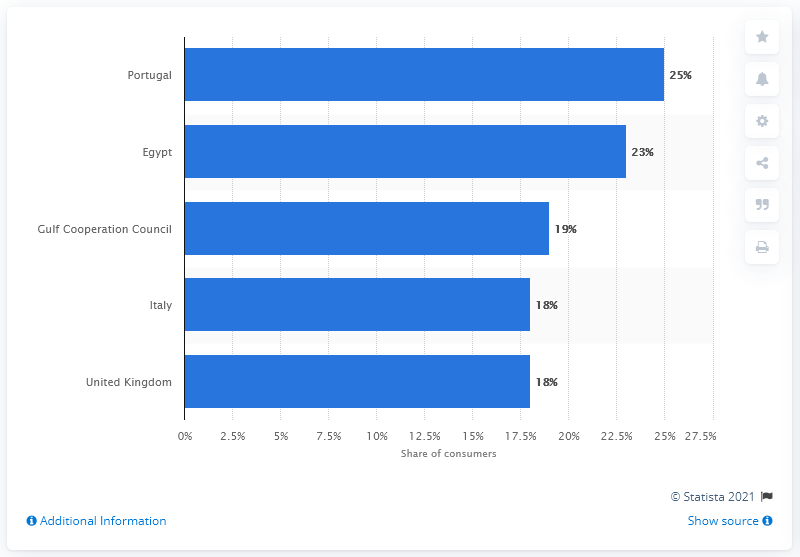 Portugal 25%
Egypt 23%
Gulf Cooperation Council 19%
Italy 18%
United Kingdom 18%
0% 2.5% 5% 7.5% 10% 12.5% 15% 17.5% 20% 22.5% 25% 27.5%
Share of consumers
© Statista 2021
Additional Information Show source